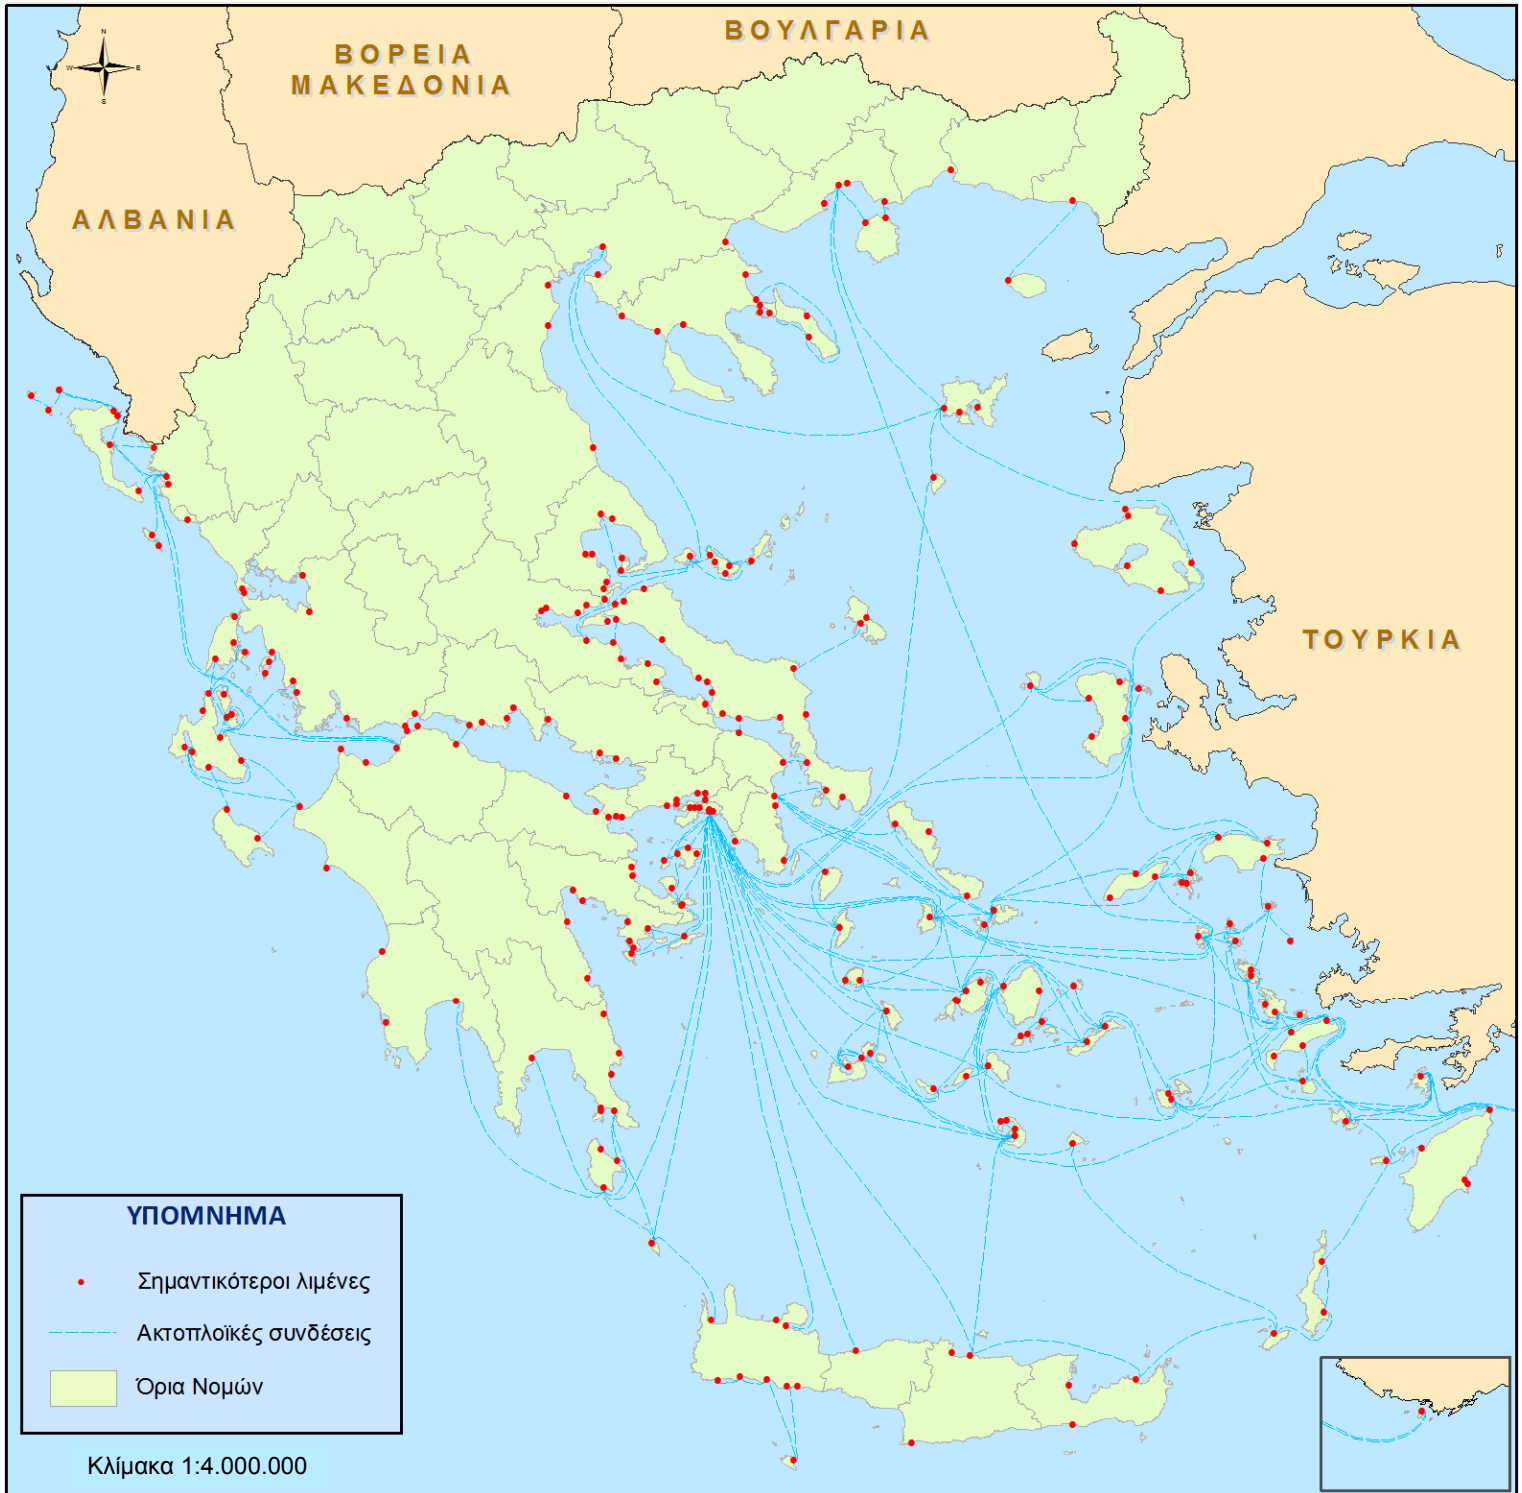 N
W
E
S
ΒΟΡΕΙΑ
ΜΑΚΕΔΟΝΙΑ
ΒΟΥΛΓΑΡΙΑ
ΑΛΒΑΝΙΑ
ΤΟΥΡΚΙΑ
ΥΠΟΜΝΗΜΑ
Σημαντικότεροι λιμένες
Ακτοπλοϊκές συνδέσεις
Όρια Νομών
Κλίμακα 1:4.000.000